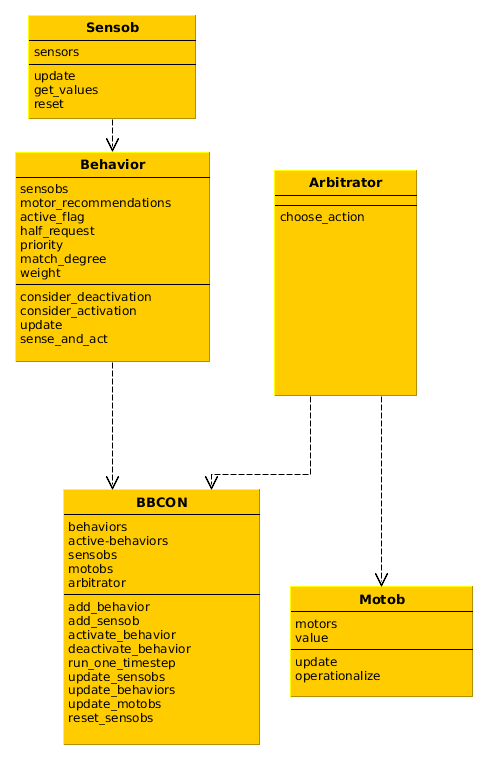 Sensob
sensors
update
get_values
reset
Behavior
sensobs
motor_recommendations
active_flag
half_request
priority
match_degree
weight
consider_deactivation
consider_activation
update
sense_and_act
Arbitrator
choose_action
BBCON
behaviors
active-behaviors
sensobs
motobs
arbitrator
add_behavior
add_sensob
activate_behavior
deactivate_behavior
run_one_timestep
update_sensobs
update_behaviors
update_motobs
reset_sensobs
Motob
motors
value
update
operationalize